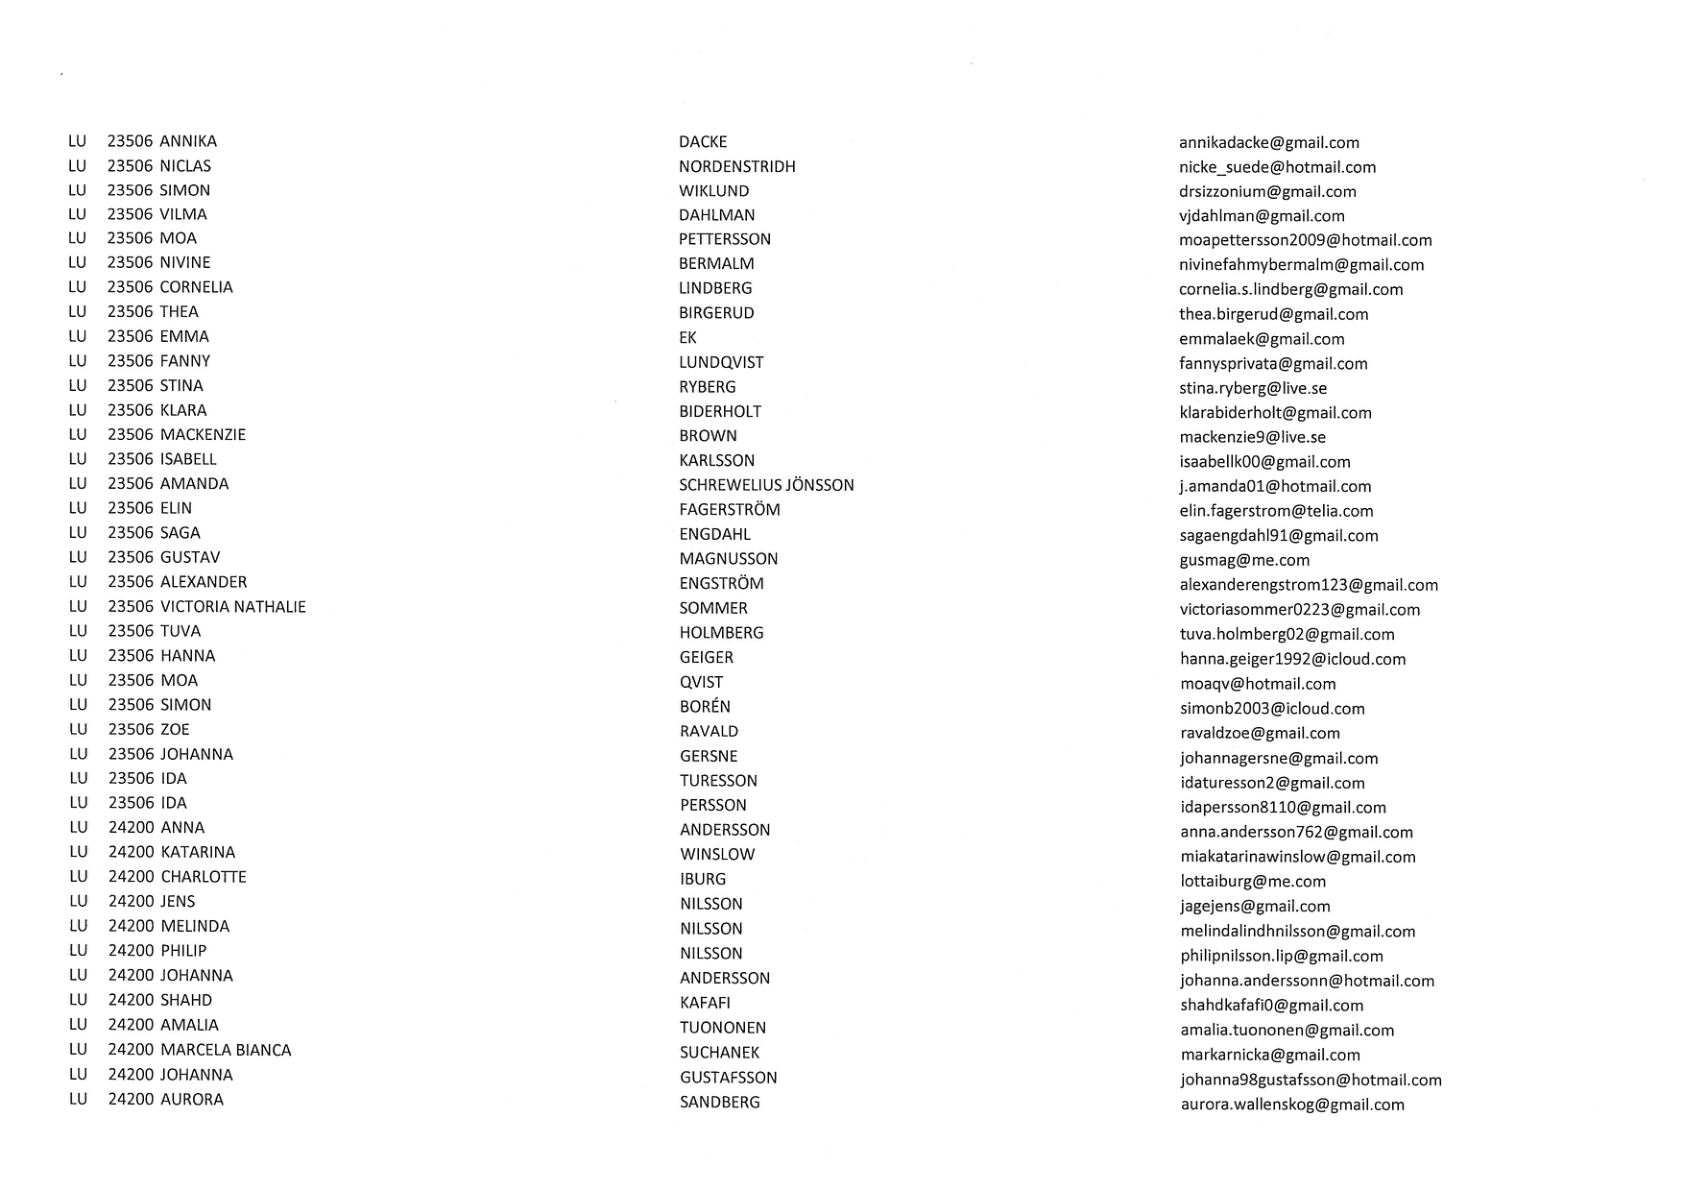 LU 23506 ANNIKA DACKE annikadacke@gmail.com
LU 23506 NICLAS NORDENSTRIDH nicke_suede@hotmail.com
LU 23506 SIMON WIKLUND drsizzonium@gmail.com
LU 23506 VILMA DAHLMAN vjdahlman@gmail.com
LU 23506 MOA PETTERSSON moapettersson2009@hotmail.com
LU 23506 NIVINE BERMALM nivinefahmybermalm@gmail.com
LU 23506 CORNELIA LINDBERG cornelia.s.lindberg@gmail.com
LU 23506 THEA BIRGERUD thea.birgerud@gmail.com
LU 23506 EMMA EK emmalaek@gmail.com
LU 23506 FANNY LUNDQVIST fannysprivata@gmail.com
LU 23506 STINA RYBERG stina.ryberg@live.se
LU 23506 KLARA BIDERHOLT klarabiderholt@gmail.com
LU 23506 MACKENZIE BROWN mackenzie9@live.se
LU 23506 ISABELL KARLSSON isaabellk00@gmail.com
LU 23506 AMANDA SCHREWELIUS JÖNSSON j.amanda01@hotmail.com
LU 23506 ELIN FAGERSTRÖM elin.fagerstrom@telia.com
LU 23506 SAGA ENGDAHL sagaengdahl91@gmail.com
LU 23506 GUSTAV MAGNUSSON gusmag@me.com
LU 23506 ALEXANDER ENGSTRÖM alexanderengstrom123@gmail.com
LU 23506 VICTORIA NATHALIE SOMMER victoriasommer0223@gmail.com
LU 23506 TUVA HOLMBERG tuva.holmberg02@gmail.com
LU 23506 HANNA GEIGER hanna.geiger1992@icloud.com
LU 23506 MOA QVIST moaqv@hotmail.com
LU 23506 SIMON BORÉN simonb2003@icloud.com
LU 23506 ZOE RAVALD ravaldzoe@gmail.com
LU 23506 JOHANNA GERSNE johannagersne@gmail.com
LU 23506 IDA TURESSON idaturesson2@gmail.com
LU 23506 IDA PERSSON idapersson8110@gmail.com
LU 24200 ANNA ANDERSSON anna.andersson762@gmail.com
LU 24200 KATARINA WINSLOW miakatarinawinslow@gmail.com
LU 24200 CHARLOTTE IBURG lottaiburg@me.com
LU 24200 JENS NILSSON jagejens@gmail.com
LU 24200 MELINDA NILSSON melindalindhnilsson@gmail.com
LU 24200 PHILIP NILSSON philipnilsson.lip@gmail.com
LU 24200 JOHANNA ANDERSSON johanna.anderssonn@hotmail.com
LU 24200 SHAHD KAFAFI shahdkafafi0@gmail.com
LU 24200 AMALIA TUONONEN amalia.tuononen@gmail.com
LU 24200 MARCELA BIANCA SUCHANEK markarnicka@gmail.com
LU 24200 JOHANNA GUSTAFSSON johanna98gustafsson@hotmail.com
LU 24200 AURORA SANDBERG aurora.wallenskog@gmail.com